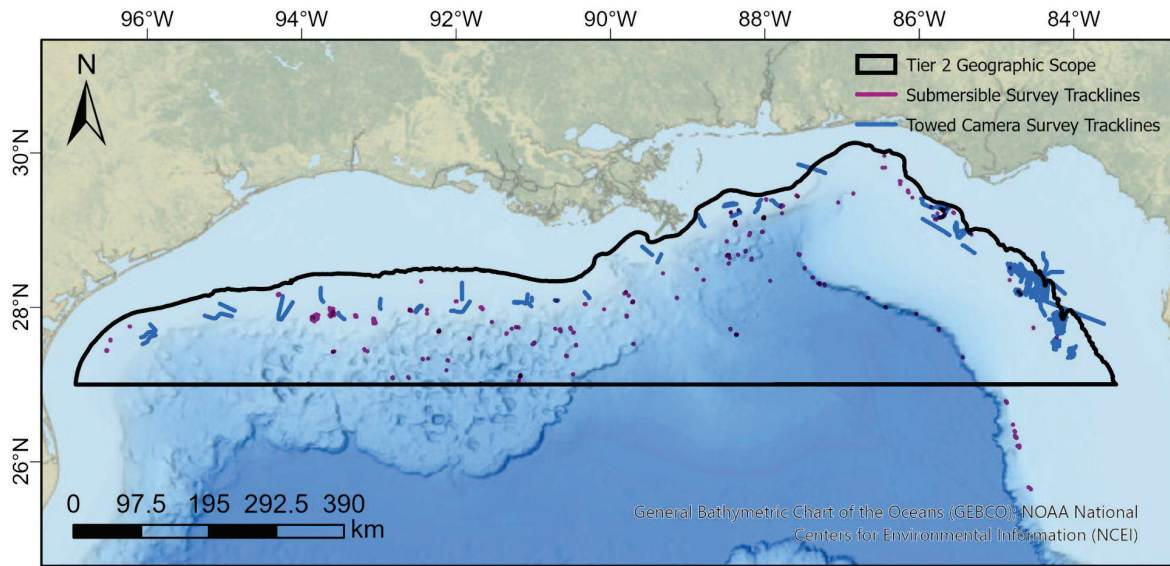 96°W 94°W 92°W 90°W 88°W 86°W 84°W
N
Tier 2 Geographic Scope
Submersible Survey Tracklines
Towed Camera Survey Tracklines
30°N
28°N
26°N
0 97.5 195 292.5 390
km
General Bathymetric Chart of the Oceans (GEBCO); NOAA National
Centers for Environmental Information (NCEI)